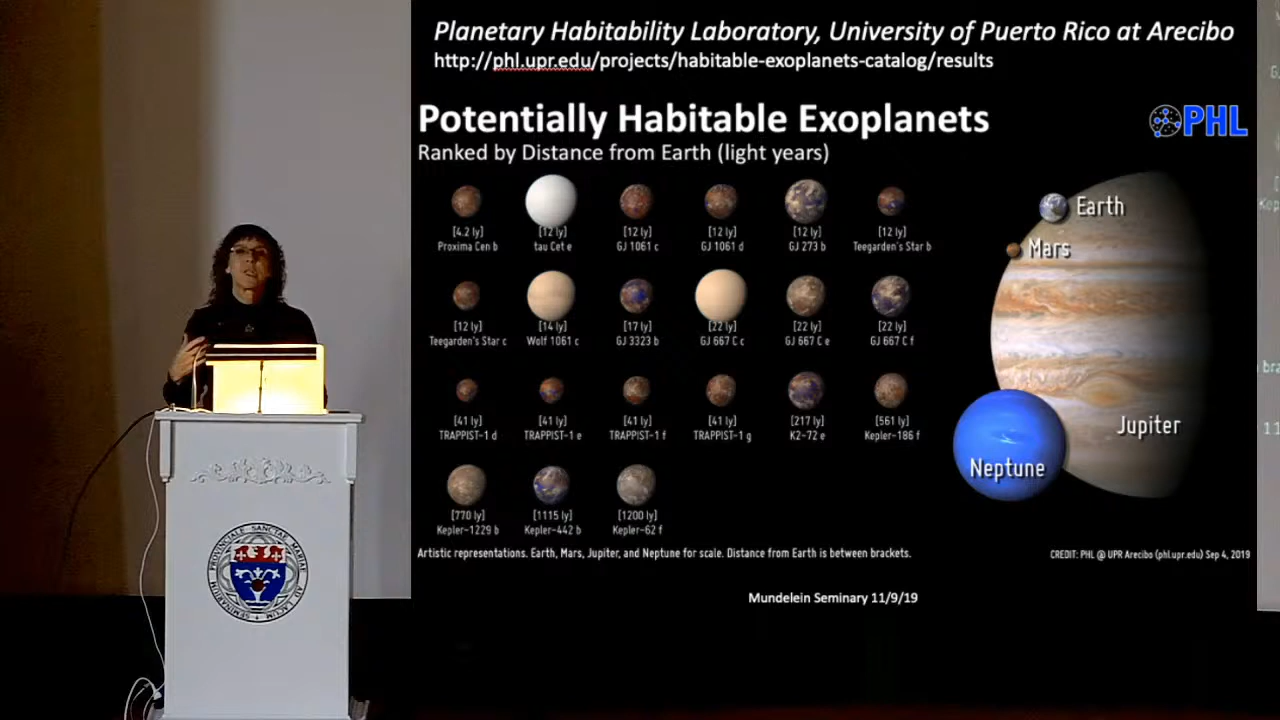 Planetary Habitability Laboratory, University of Puerto Rico at Arecibo
http://phl.upr.edu/projects/habitable-exoplanets-catalog/results
Potentially Habitable Exoplanets
PHL
Ranked by Distance from Earth (light years)
[4.2 ly] [12 ly] [12 ly] [12 ly] [12 ly] [12 ly]
Proxima Cen b tau Cet e GJ 1061 c GJ 1061 d GJ 273 b Teegarden's Star b
[12 ly] [14 ly] [17 ly] [22 ly] [22 ly] [22 ly]
Teegarden's Star c Wolf 1061 c GJ 3323 b GJ 667 C c GJ 667 C e GJ 667 C f
[41 ly] [41 ly] [41 ly] [41 ly] [217 ly] [561 ly]
TRAPPIST-1 d TRAPPIST-1 e TRAPPIST-1 f TRAPPIST-1 g K2-72 e Kepler-186 f
[770 ly] [1115 ly] [1200 ly]
Kepler-1229 b Kepler-442 b Kepler-62 f
Earth
Mars
Jupiter
Neptune
Artistic representations. Earth, Mars, Jupiter, and Neptune for scale. Distance from Earth is between brackets.
CREDIT: PHL @ UPR Arecibo (phl.upr.edu) Sep 4, 2019
Mundelein Seminary 11/9/19
SEMINARIUM PROVINCIALE SANCTAE MARIAE AD LACUM